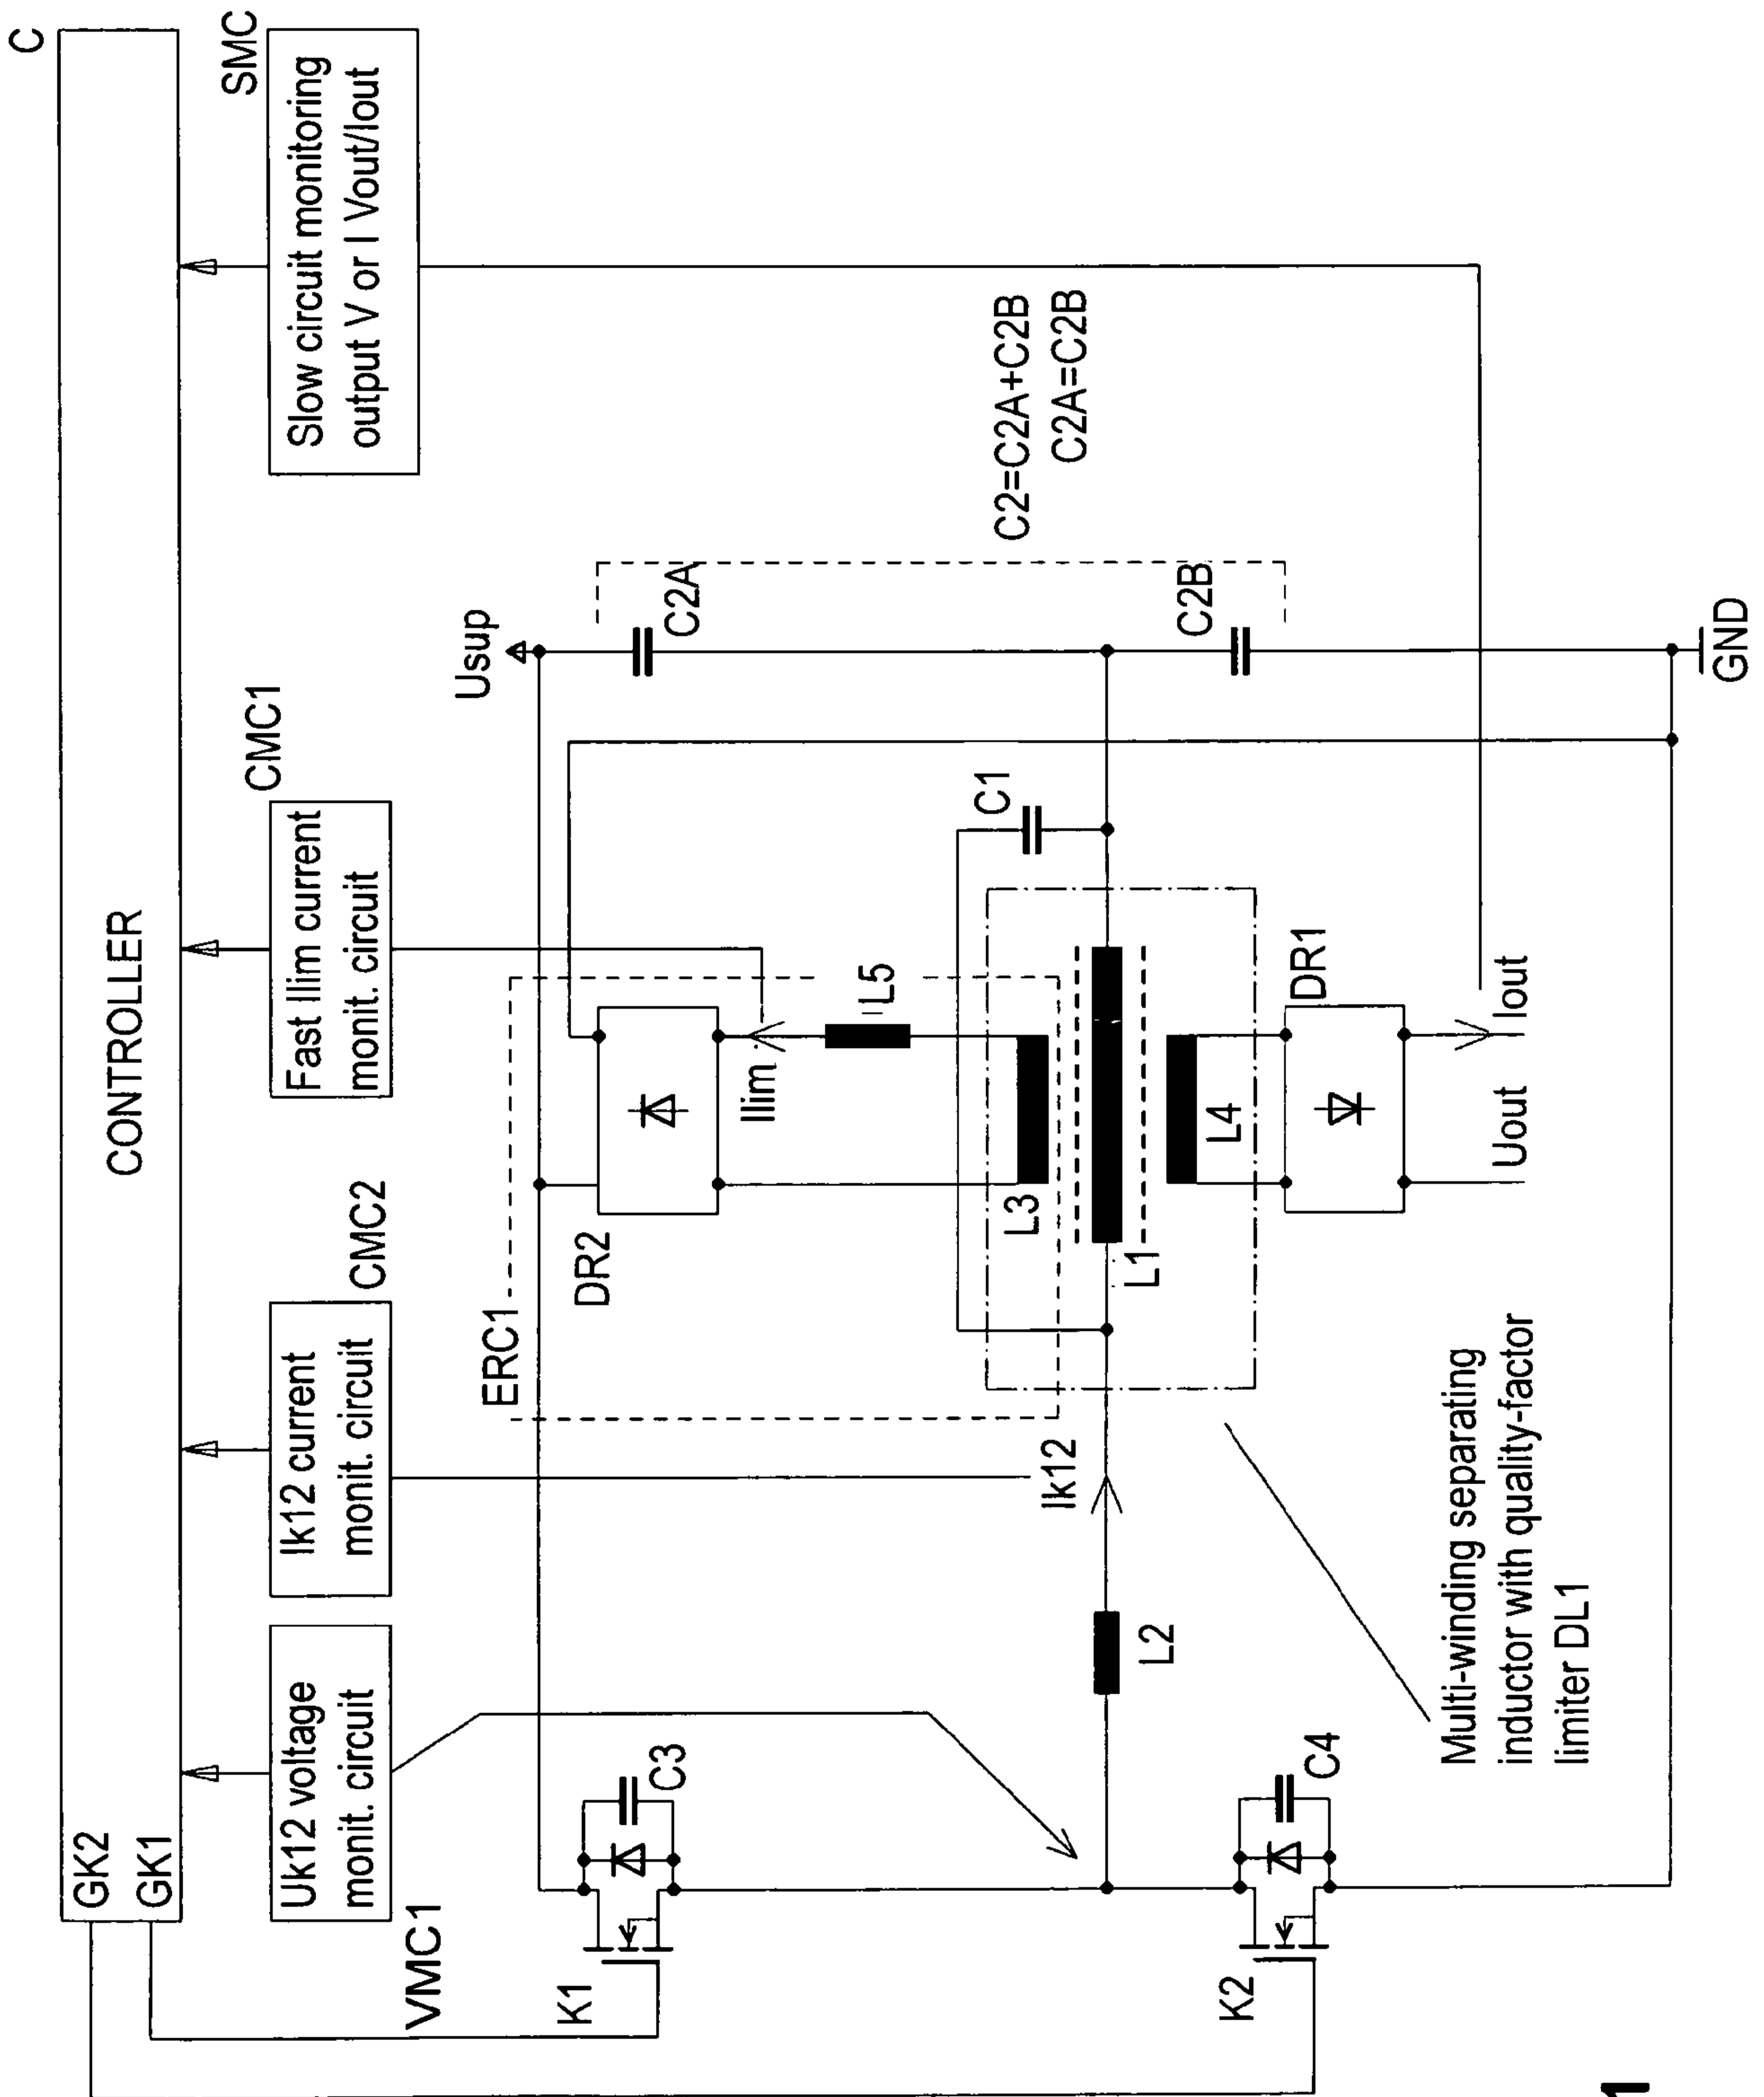 C
CONTROLLER
GK2
GK1
Uk12 voltage
monit. circuit
VMC1
Ik12 current
monit. circuit
CMC2
Fast Ilim current
monit. circuit
CMC1
Slow circuit monitoring
output V or I Vout/Iout
SMC
Usup
ERC1
DR2
Ilim
L5
L3
C1
C2A
C2B
C2=C2A+C2B
C2A=C2B
K1
C3
L2
Ik12
L1
L4
DR1
Uout
Iout
K2
C4
GND
Multi-winding separating
inductor with quality-factor
limiter DL1
1